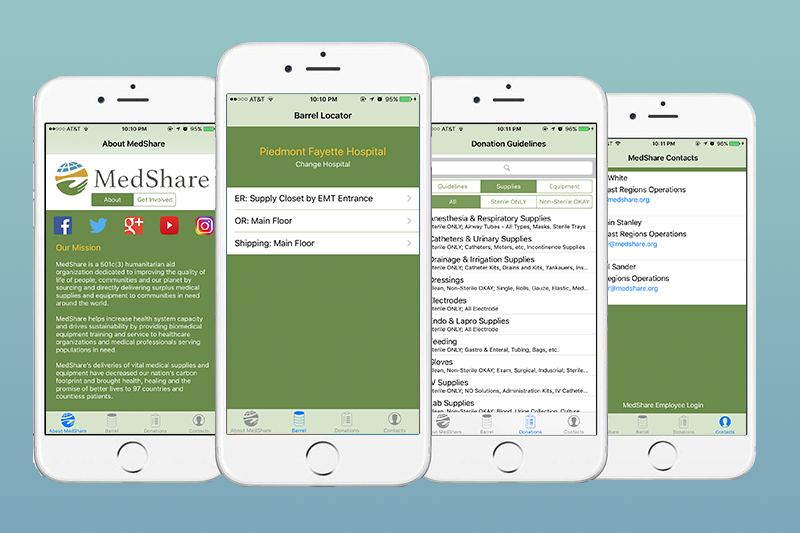 AT&T 10:10 PM 95%
About MedShare
MedShare
About Get Involved
Our Mission
MedShare is a 501c(3) humanitarian aid
organization dedicated to improving the quality of
life of people, communities and our planet by
sourcing and directly delivering surplus medical
supplies and equipment to communities in need
around the world.
MedShare helps increase health system capacity
and drives sustainability by providing biomedical
equipment training and service to healthcare
organizations and medical professionals serving
populations in need.
MedShare's deliveries of vital medical supplies and
equipment have decreased our nation's carbon
footprint and brought health, healing and the
promise of better lives to 97 countries and
countless patients.
About MedShare Barrel Donations Contacts
AT&T 10:10 PM 95%
Barrel Locator
Piedmont Fayette Hospital
Change Hospital
ER: Supply Closet by EMT Entrance
OR: Main Floor
Shipping: Main Floor
About MedShare Barrel Donations Contacts
AT&T 10:11 PM 96%
Donation Guidelines
Guidelines Supplies Equipment
All Sterile ONLY Non-Sterile OKAY
Anesthesia & Respiratory Supplies
Sterile ONLY; Airway Tubes - All Types, Masks, Sterile Trays
Catheters & Urinary Supplies
Sterile ONLY; Catheters, Meters, etc, Incontinence Supplies
Drainage & Irrigation Supplies
Sterile ONLY; Catheter Kits, Drains and Kits, Yankauers, Ins...
Dressings
Clean, Non-Sterile OKAY; Single, Rolls, Gauze, Elastic, Med...
Electrodes
Sterile ONLY; All Electrode
Endo & Lapro Supplies
Sterile ONLY; All Electrode
Feeding
Sterile ONLY; Gastro & Enteral, Tubing, Bags, etc.
Gloves
Clean, Non-Sterile OKAY; Exam, Surgical, Industrial; Sterile...
IV Supplies
Sterile ONLY; NO Solutions, Administration Kits, IV Cathete...
Lab Supplies
Clean, Non-Sterile OKAY; Blood, Urine Collection, Culture
MedShare Barrel Donations Contacts
10:11 PM 96%
MedShare Contacts
White
ast Regions Operations
medshare.org
n Stanley
ast Regions Operations
@medshare.org
Sander
Regions Operations
r@medshare.org
MedShare Employee Login
Barrel Donations Contacts